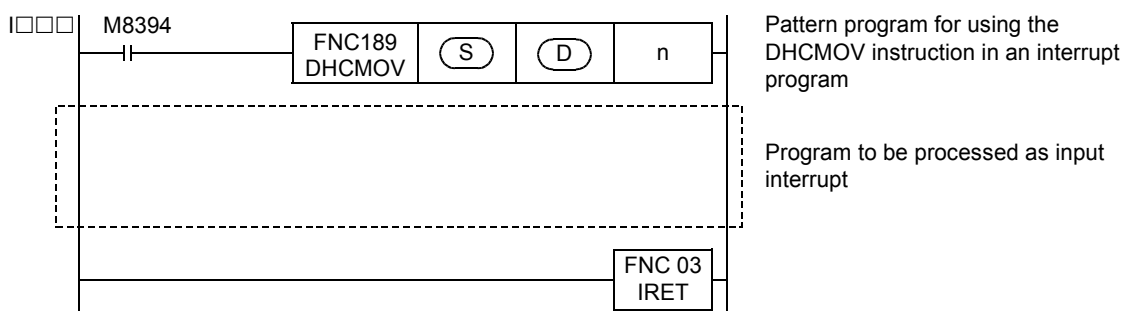 I□□□ M8394
FNC189
DHCMOV
S
D
n
Pattern program for using the
DHCMOV instruction in an interrupt
program
Program to be processed as input
interrupt
FNC 03
IRET